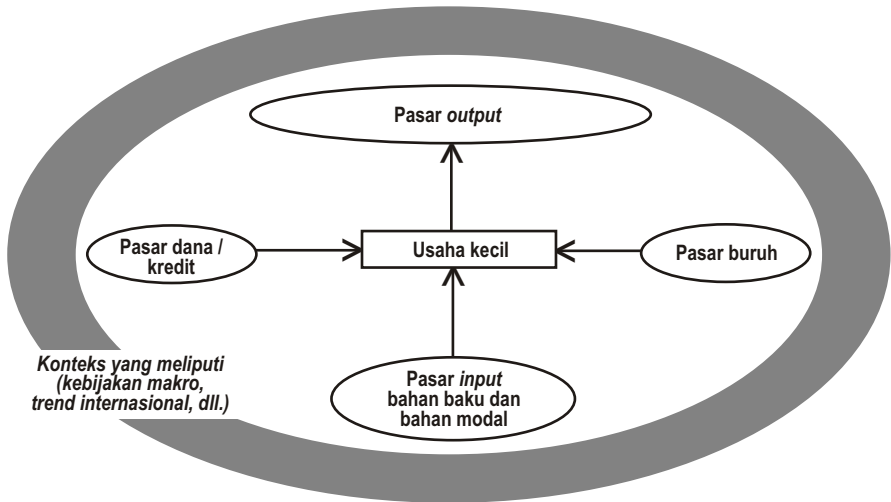 Pasar output
Pasar dana /
kredit
Usaha kecil
Pasar buruh
Konteks yang meliputi
(kebijakan makro,
trend internasional, dll.)
Pasar input
bahan baku dan
bahan modal